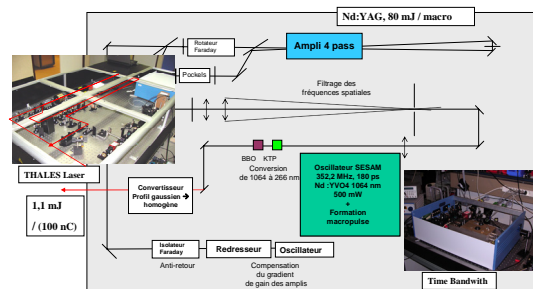 Nd:YAG, 80 mJ / macro
Rotateur
Faraday
Ampli 4 pass
Pockels
Filtrage des
fréquences spatiales
BBO KTP
Conversion
de 1064 à 266 nm
Oscillateur SESAM
352,2 MHz, 180 ps
Nd :YVO4 1064 nm
500 mW
+
Formation
macropulse
THALES Laser
1,1 mJ
/ (100 nC)
Convertisseur
Profil gaussien ➔
homogène
Isolateur
Faraday
Redresseur
Oscillateur
Anti-retour
Compensation
du gradient
de gain des amplis
Time Bandwith